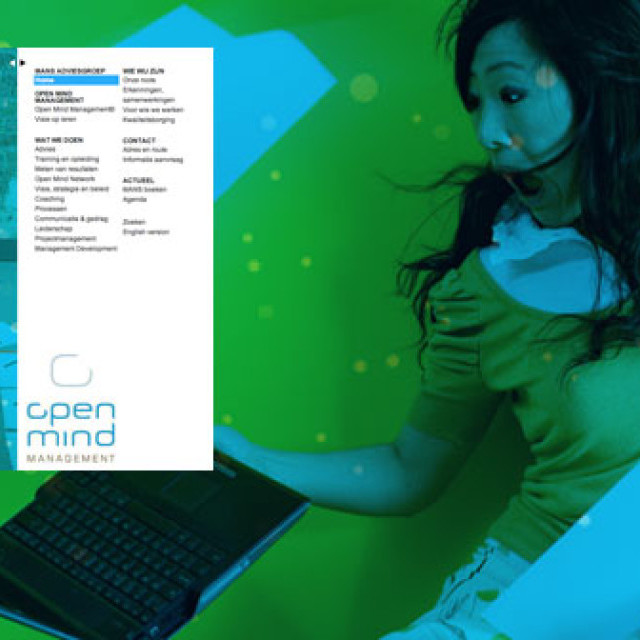 MANS ADVIESGROEP
Home
OPEN MIND
MANAGEMENT
Open Mind Management®
Visie op leren
WAT WE DOEN
Advies
Training en opleiding
Meten van resultaten
Open Mind Network
Visie, strategie en beleid
Coaching
Processen
Communicatie & gedrag
Leiderschap
Projectmanagement
Management Development
WIE WIJ ZIJN
Onze visie
Erkenningen,
samenwerkingen
Voor wie we werken
Kwaliteitszorg
CONTACT
Adres en route
Informatie aanvraag
ACTUEEL
MANS boeken
Agenda
Zoeken
English version
open
mind
MANAGEMENT